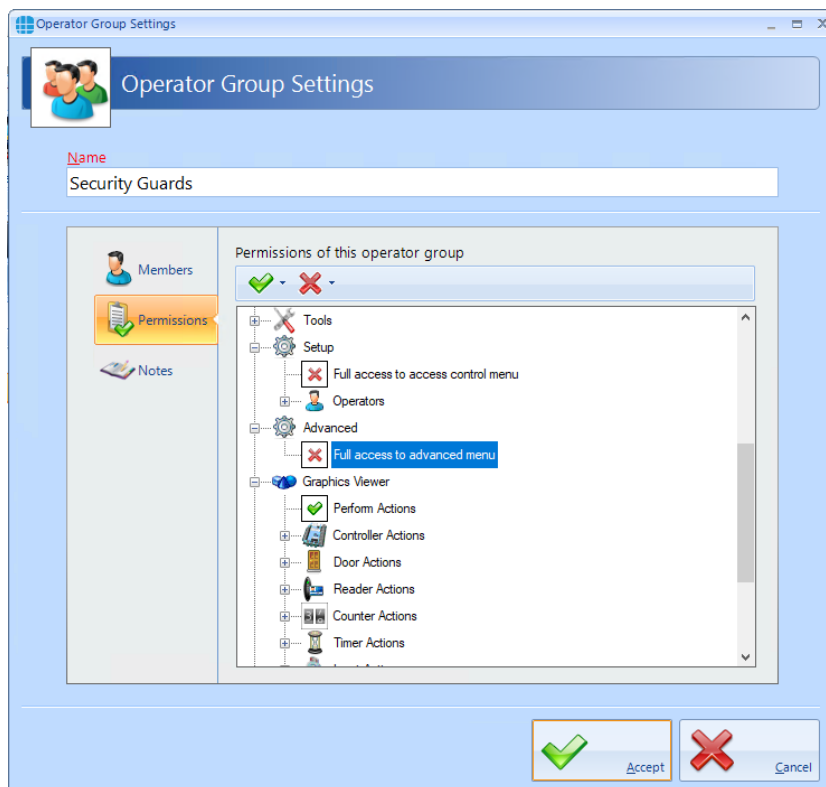 Operator Group Settings
Operator Group Settings
Name
Security Guards
Members
Permissions
Notes
Permissions of this operator group
Tools
Setup
Full access to access control menu
Operators
Advanced
Full access to advanced menu
Graphics Viewer
Perform Actions
Controller Actions
Door Actions
Reader Actions
Counter Actions
Timer Actions
Accept
Cancel